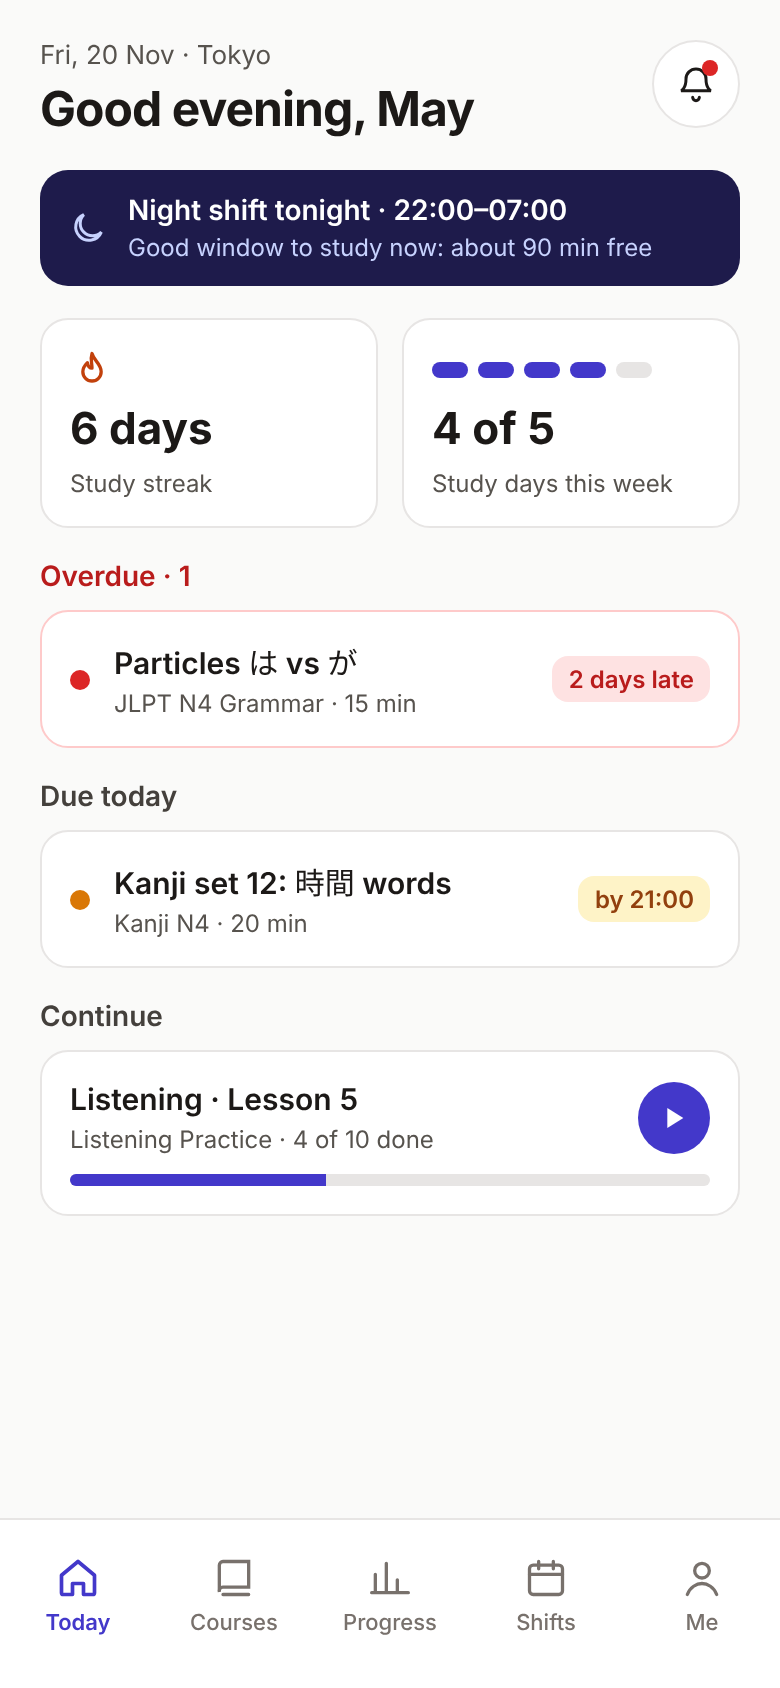 Fri, 20 Nov · Tokyo
Good evening, May
Night shift tonight · 22:00–07:00
Good window to study now: about 90 min free
6 days
Study streak
4 of 5
Study days this week
Overdue · 1
Particles は vs が
JLPT N4 Grammar · 15 min
2 days late
Due today
Kanji set 12: 時間 words
Kanji N4 · 20 min
by 21:00
Continue
Listening · Lesson 5
Listening Practice · 4 of 10 done
Today
Courses
Progress
Shifts
Me